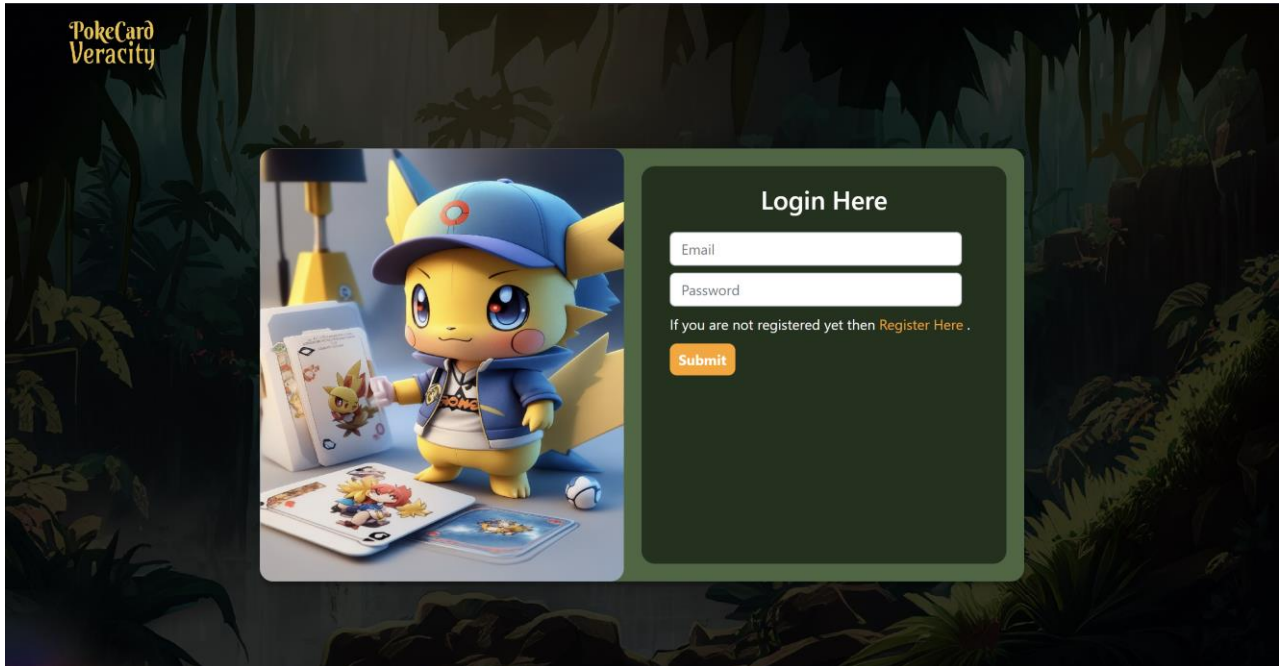 PokeCard
Veracity
Login Here
Email
Password
If you are not registered yet then Register Here .
Submit